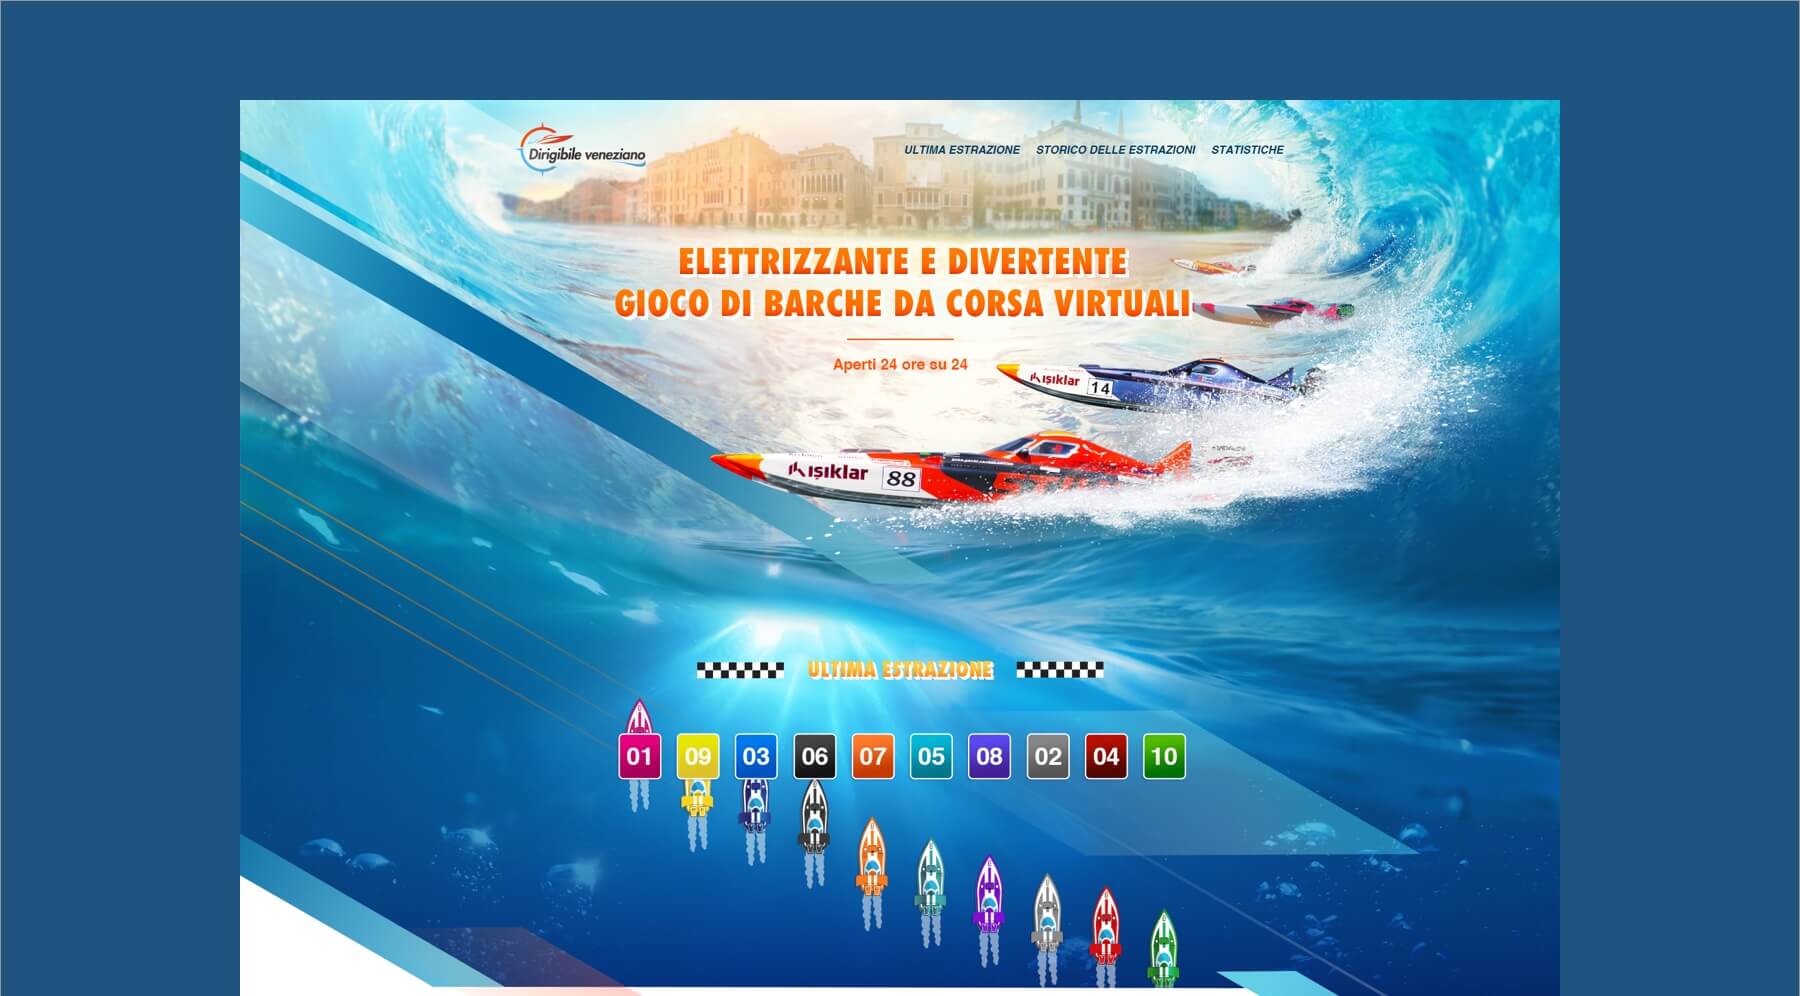 Dirigibile veneziano
ULTIMA ESTRAZIONE
STORICO DELLE ESTRAZIONI
STATISTICHE
ELETTRIZZANTE E DIVERTENTE
GIOCO DI BARCHE DA CORSA VIRTUALI
Aperti 24 ore su 24
ışıklar 14
ışıklar 88
ULTIMA ESTRAZIONE
01 09 03 06 07 05 08 02 04 10